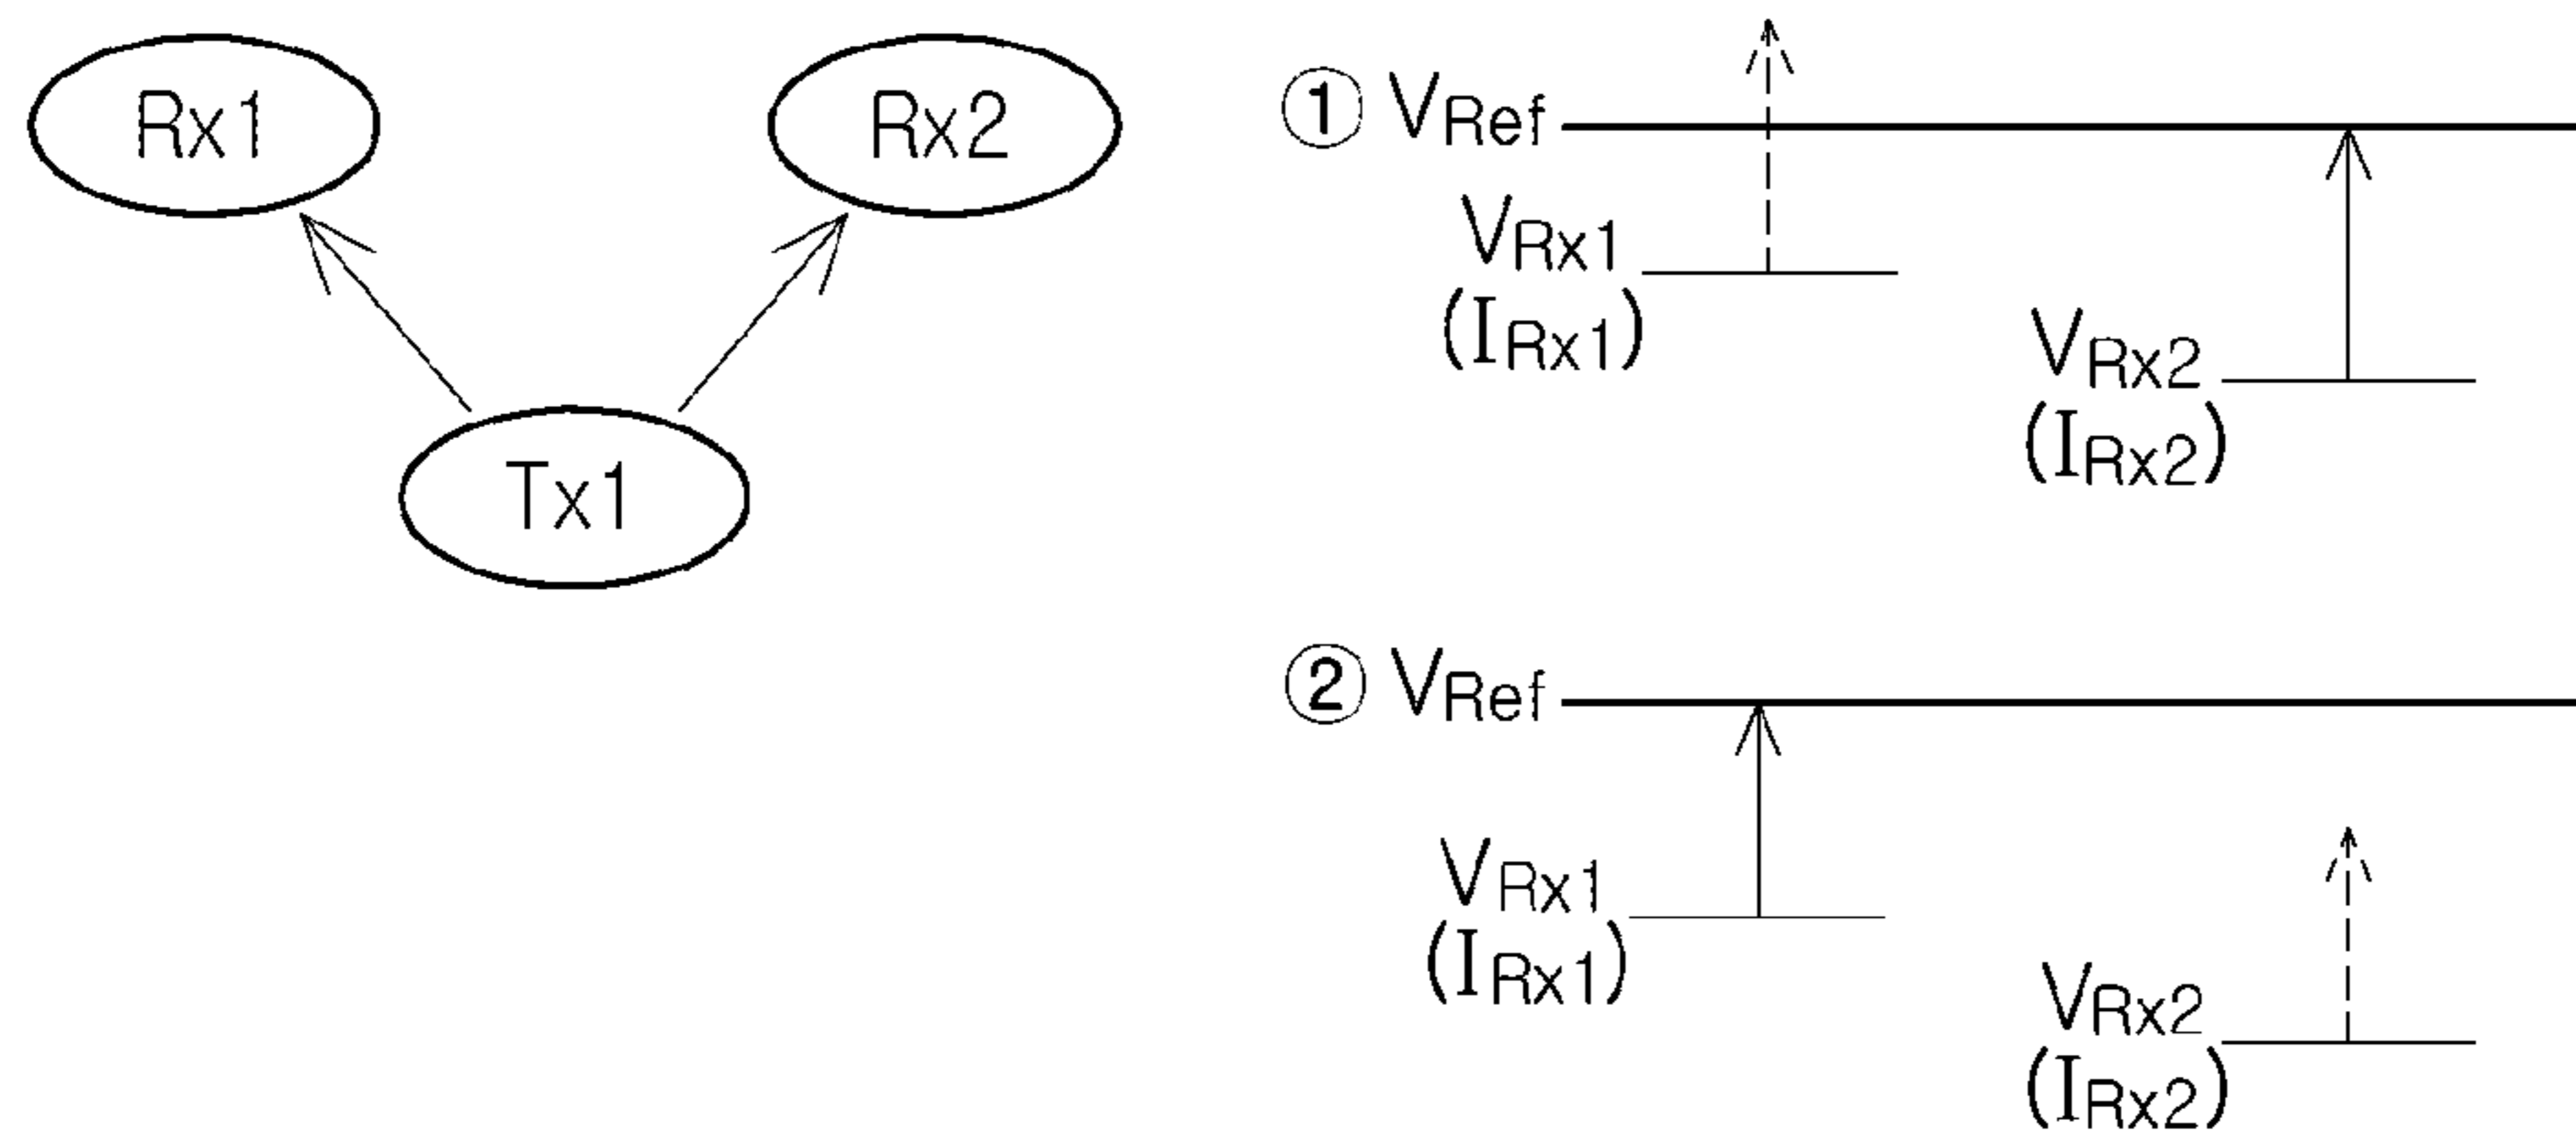 Rx1
Rx2
Tx1
① VRef
VRx1
(IRx1)
VRx2
(IRx2)
② VRef
VRx1
(IRx1)
VRx2
(IRx2)